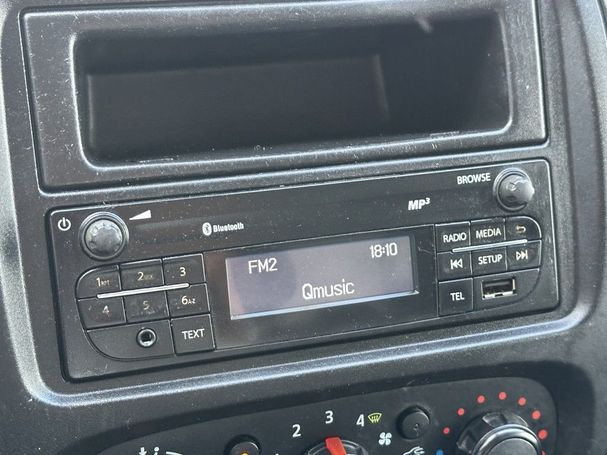 BROWSE
MP3
Bluetooth
FM2 18:10
Qmusic
RADIO MEDIA
SETUP
TEL
1 2 3
4 5 6
TEXT
2 3 4